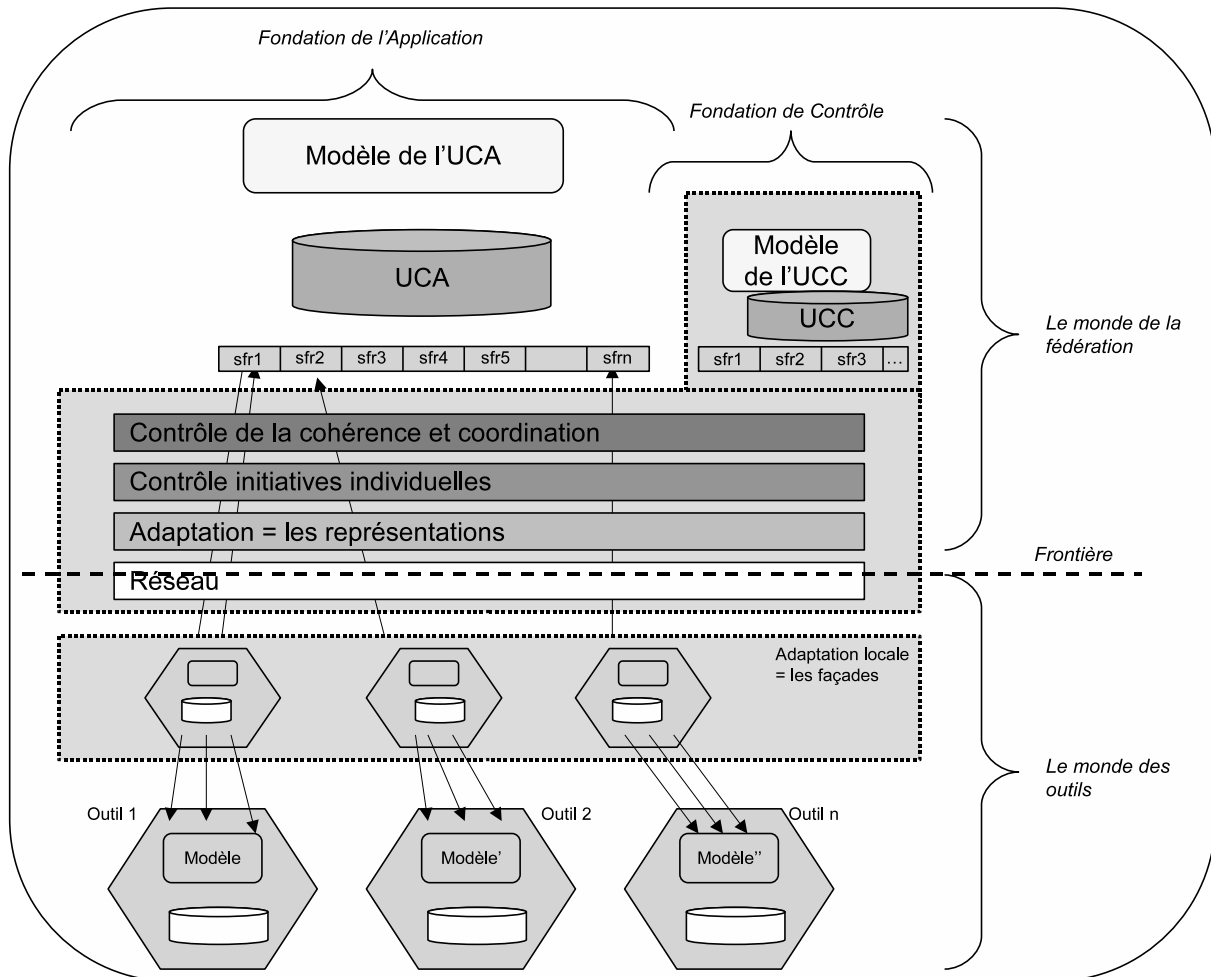 Fondation de l'Application
Fondation de Contrôle
Modèle de l'UCA
Modèle
de l'UCC
UCA
UCC
Le monde de la
fédération
sfr1 sfr2 sfr3 sfr4 sfr5 sfrn
sfr1 sfr2 sfr3 ...
Contrôle de la cohérence et coordination
Contrôle initiatives individuelles
Adaptation = les représentations
Frontière
Réseau
Adaptation locale
= les façades
Le monde des
outils
Outil 1
Outil 2
Outil n
Modèle
Modèle'
Modèle''